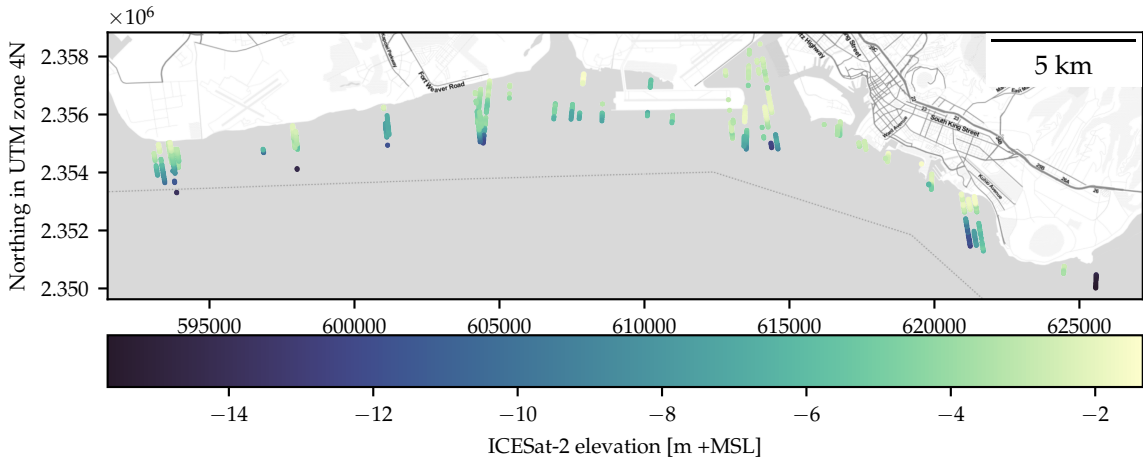 ×10⁶
2.358
2.356
2.354
2.352
2.350
Northing in UTM zone 4N
Fort Weaver Road
South King Street
Ward Avenue
5 km
595000 600000 605000 610000 615000 620000 625000
−14 −12 −10 −8 −6 −4 −2
ICESat-2 elevation [m +MSL]